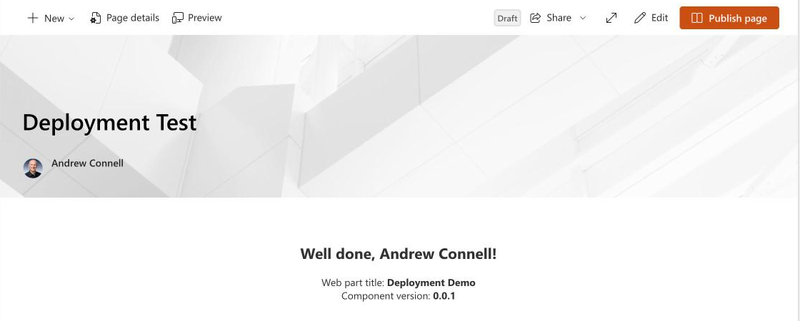 New Page details Preview Draft Share Edit Publish page
Deployment Test
Andrew Connell
Well done, Andrew Connell!
Web part title: Deployment Demo
Component version: 0.0.1